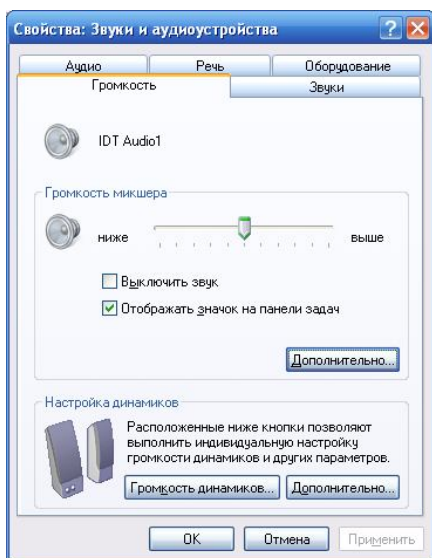 Свойства: Звуки и аудиоустройства
Аудио Речь Оборудование
Громкость Звуки
IDT Audio1
Громкость микшера
ниже выше
Выключить звук
Отображать значок на панели задач
Дополнительно...
Настройка динамиков
Расположенные ниже кнопки позволяют
выполнить индивидуальную настройку
громкости динамиков и других параметров.
Громкость динамиков... Дополнительно...
OK Отмена Применить